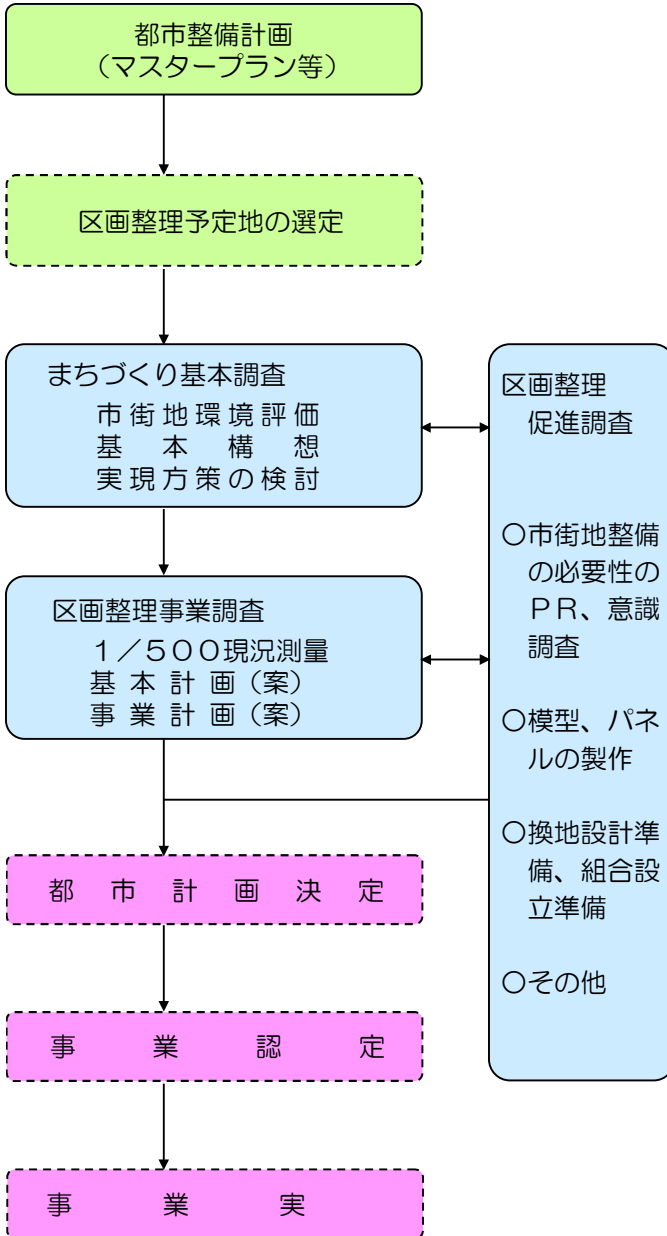 都市整備計画
（マスタープラン等）
区画整理予定地の選定
まちづくり基本調査
市街地環境評価
基本構想
実現方策の検討
区画整理事業調査
１／５００現況測量
基本計画（案）
事業計画（案）
区画整理
促進調査
〇市街地整備
の必要性の
ＰＲ、意識
調査
〇模型、パネ
ルの製作
〇換地設計準
備、組合設
立準備
〇その他
都市計画決定
事業認定
事業実